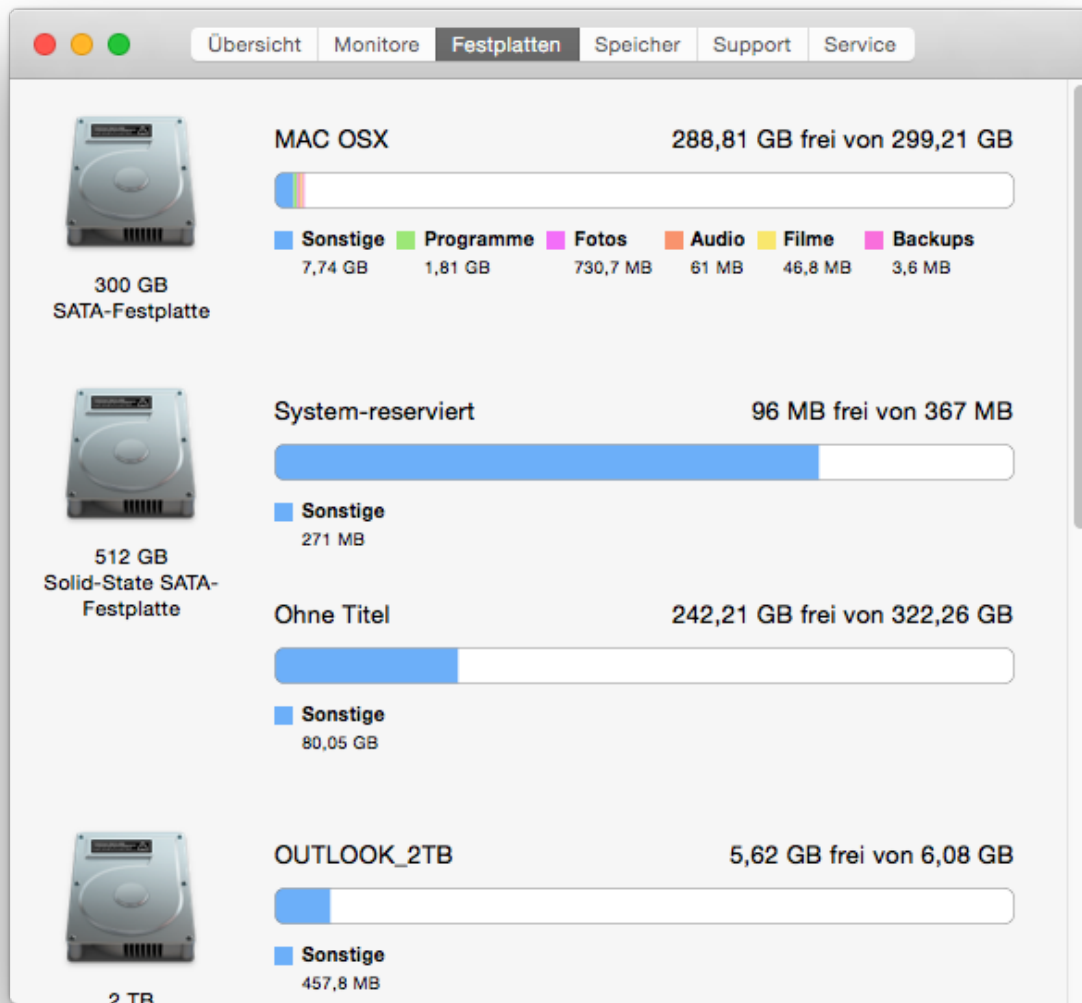 Übersicht Monitore Festplatten Speicher Support Service
MAC OSX 288,81 GB frei von 299,21 GB
Sonstige Programme Fotos Audio Filme Backups
7,74 GB 1,81 GB 730,7 MB 61 MB 46,8 MB 3,6 MB
300 GB
SATA-Festplatte
System-reserviert 96 MB frei von 367 MB
Sonstige
271 MB
512 GB
Solid-State SATA-
Festplatte
Ohne Titel 242,21 GB frei von 322,26 GB
Sonstige
80,05 GB
OUTLOOK_2TB 5,62 GB frei von 6,08 GB
Sonstige
457,8 MB
2 TB